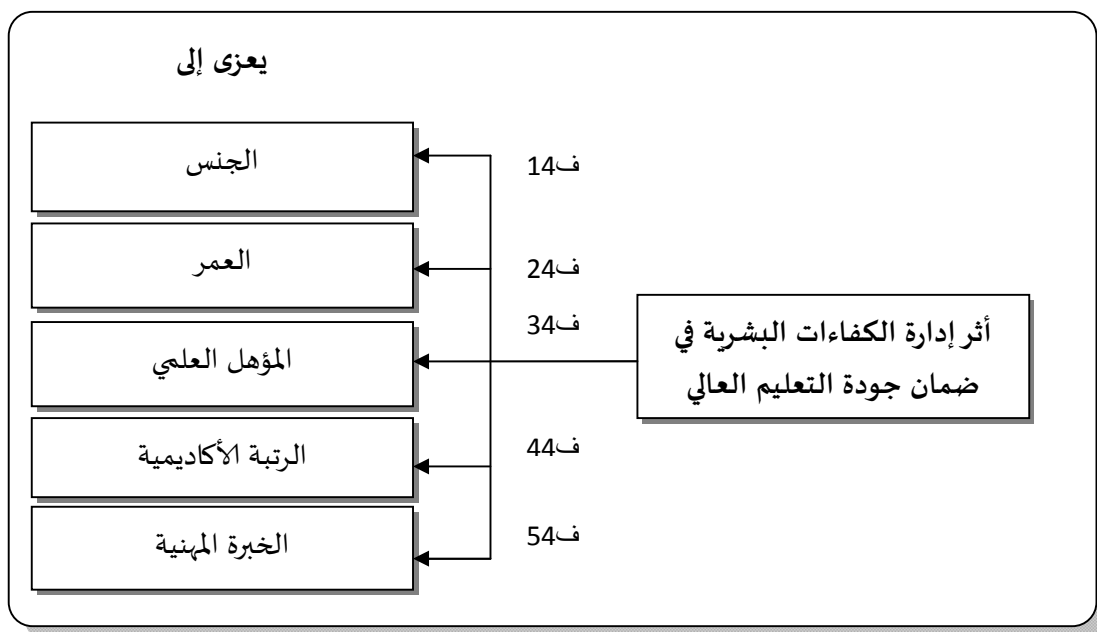 يعزى إلى
الجنس
ف14
العمر
ف24
ف34
المؤهل العلمي
أثر إدارة الكفاءات البشرية في
ضمان جودة التعليم العالي
الرتبة الأكاديمية
ف44
الخبرة المهنية
ف54